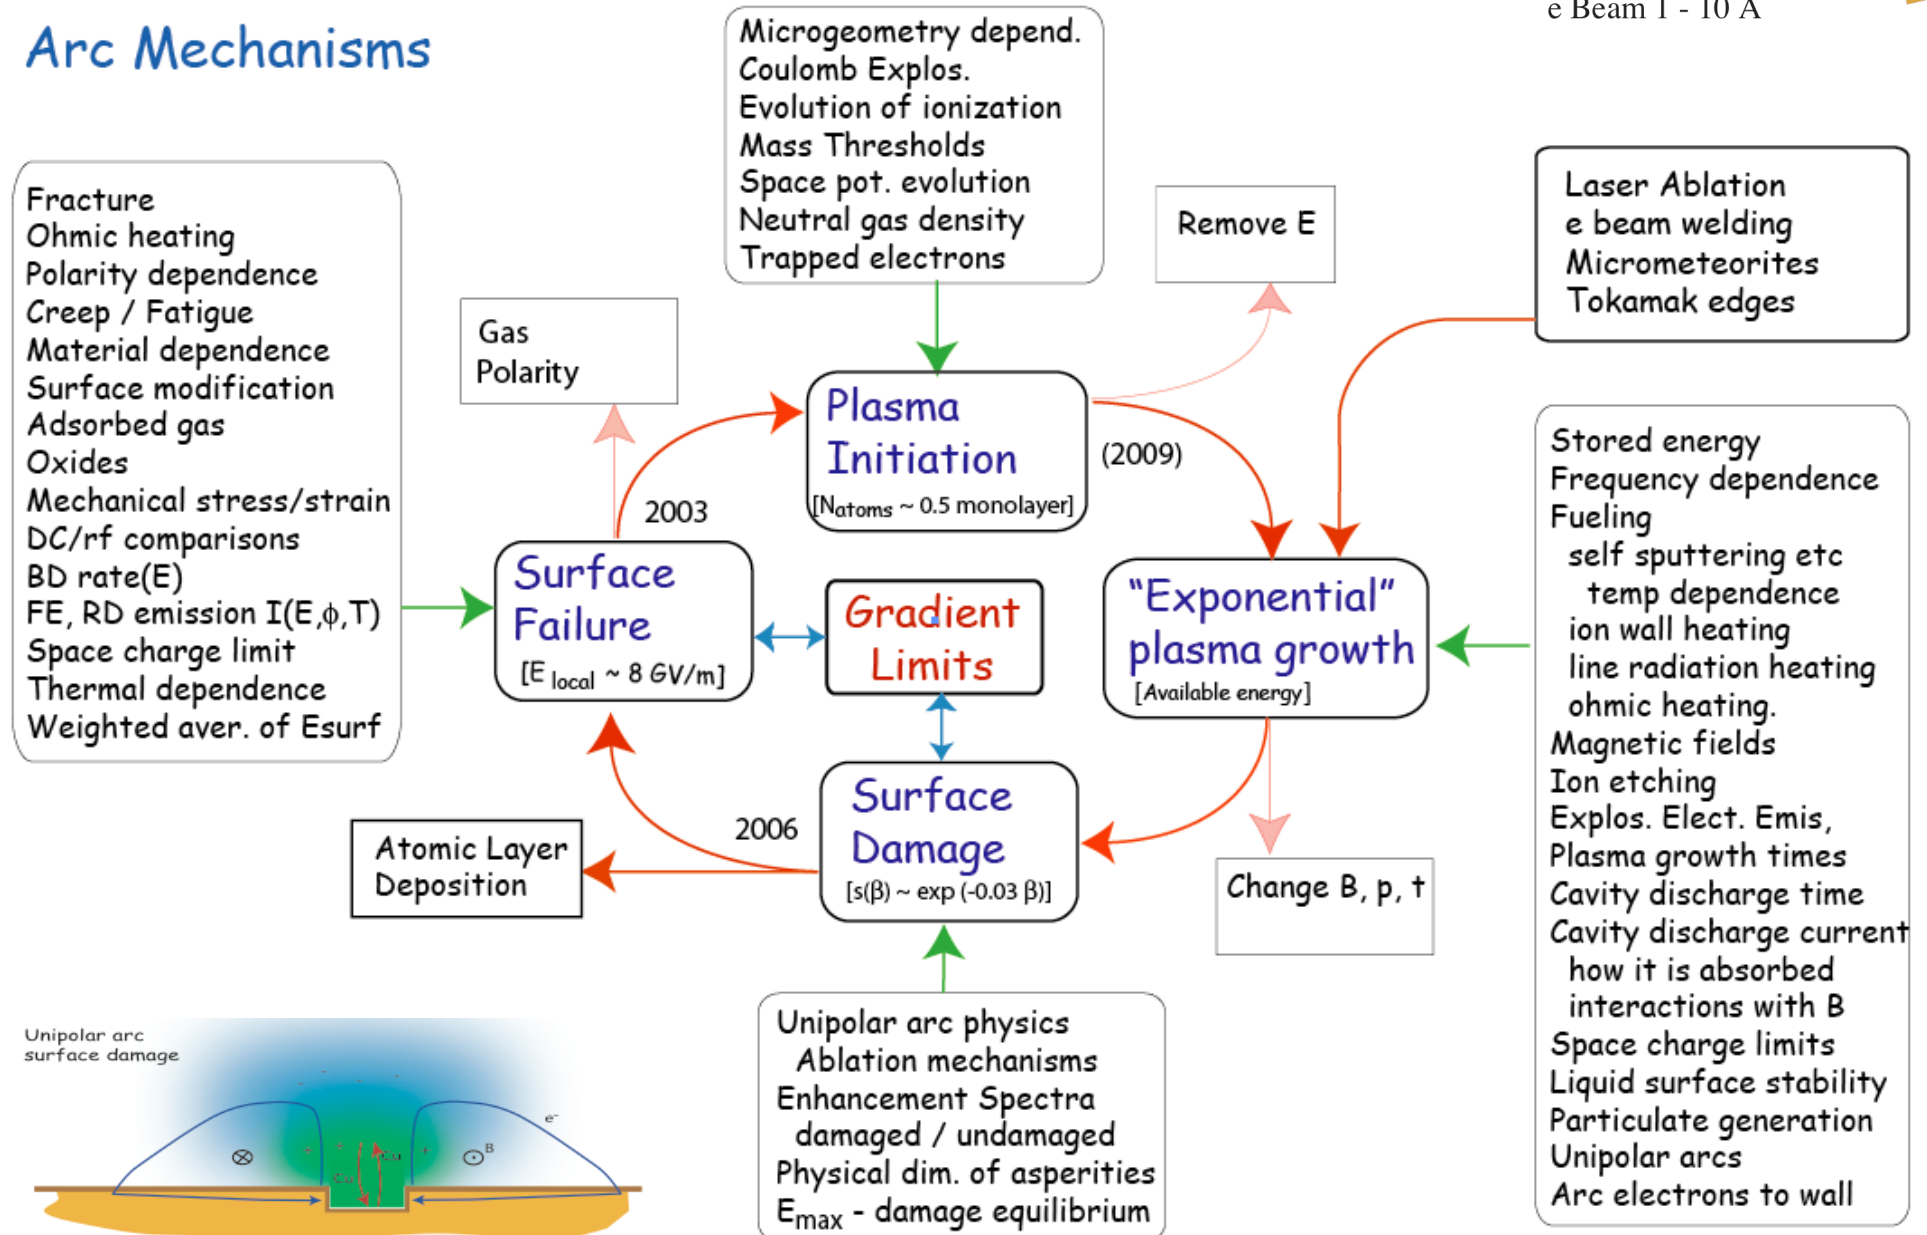 Arc Mechanisms
e Beam 1 - 10 A
Microgeometry depend.
Coulomb Explos.
Evolution of ionization
Mass Thresholds
Space pot. evolution
Neutral gas density
Trapped electrons
Fracture
Ohmic heating
Polarity dependence
Creep / Fatigue
Material dependence
Surface modification
Adsorbed gas
Oxides
Mechanical stress/strain
DC/rf comparisons
BD rate(E)
FE, RD emission I(E,ϕ,T)
Space charge limit
Thermal dependence
Weighted aver. of Esurf
Gas
Polarity
Remove E
Laser Ablation
e beam welding
Micrometeorites
Tokamak edges
Plasma
Initiation
[Natoms ~ 0.5 monolayer]
2003
(2009)
Surface
Failure
[E local ~ 8 GV/m]
Gradient
Limits
"Exponential"
plasma growth
[Available energy]
Stored energy
Frequency dependence
Fueling
self sputtering etc
temp dependence
ion wall heating
line radiation heating
ohmic heating.
Magnetic fields
Ion etching
Explos. Elect. Emis,
Plasma growth times
Cavity discharge time
Cavity discharge current
how it is absorbed
interactions with B
Space charge limits
Liquid surface stability
Particulate generation
Unipolar arcs
Arc electrons to wall
2006
Surface
Damage
[s(β) ~ exp (-0.03 β)]
Atomic Layer
Deposition
Change B, p, t
Unipolar arc physics
Ablation mechanisms
Enhancement Spectra
damaged / undamaged
Physical dim. of asperities
Emax - damage equilibrium
Unipolar arc
surface damage
e-
B
Cu
Cu